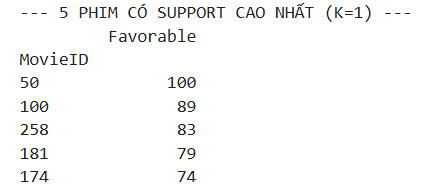 --- 5 PHIM CÓ SUPPORT CAO NHẤT (K=1) ---
Favorable
MovieID
50 100
100 89
258 83
181 79
174 74